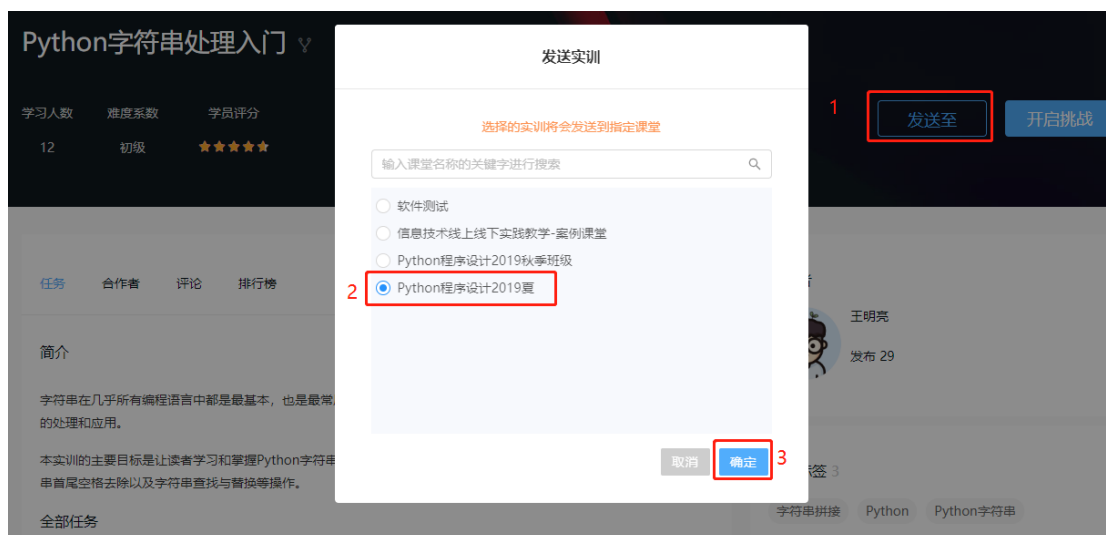 Python字符串处理入门
发送实训
学习人数 难度系数 学员评分
1
发送至
开启挑战
12 初级
选择的实训将会发送到指定课堂
输入课堂名称的关键字进行搜索
软件测试
信息技术线上线下实践教学-案例课堂
Python程序设计2019秋季班级
2
Python程序设计2019夏
任务 合作者 评论 排行榜
王明亮
发布 29
简介
字符串在几乎所有编程语言中都是最基本，也是最常
的处理和应用。
本实训的主要目标是让读者学习和掌握Python字符串
串首尾空格去除以及字符串查找与替换等操作。
取消
确定
3
签 3
字符串拼接 Python Python字符串
全部任务